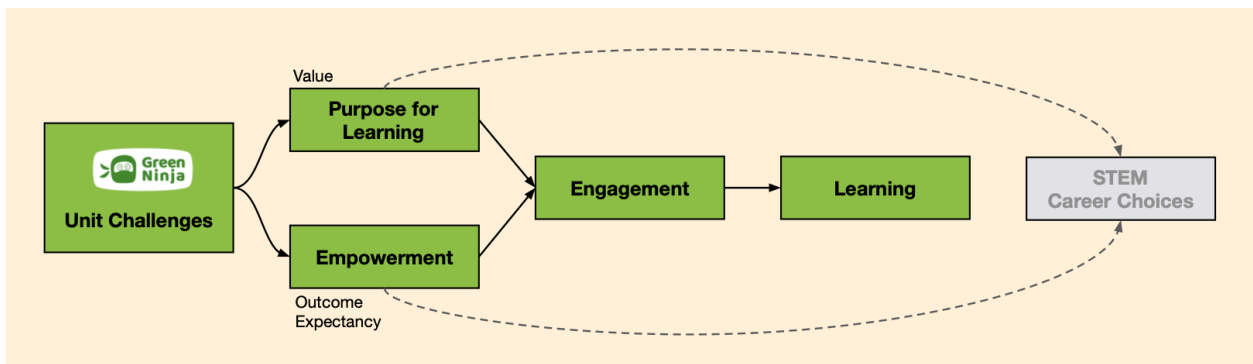 Value
Purpose for
Learning
Green
Ninja
Unit Challenges
Engagement
Learning
STEM
Career Choices
Empowerment
Outcome
Expectancy